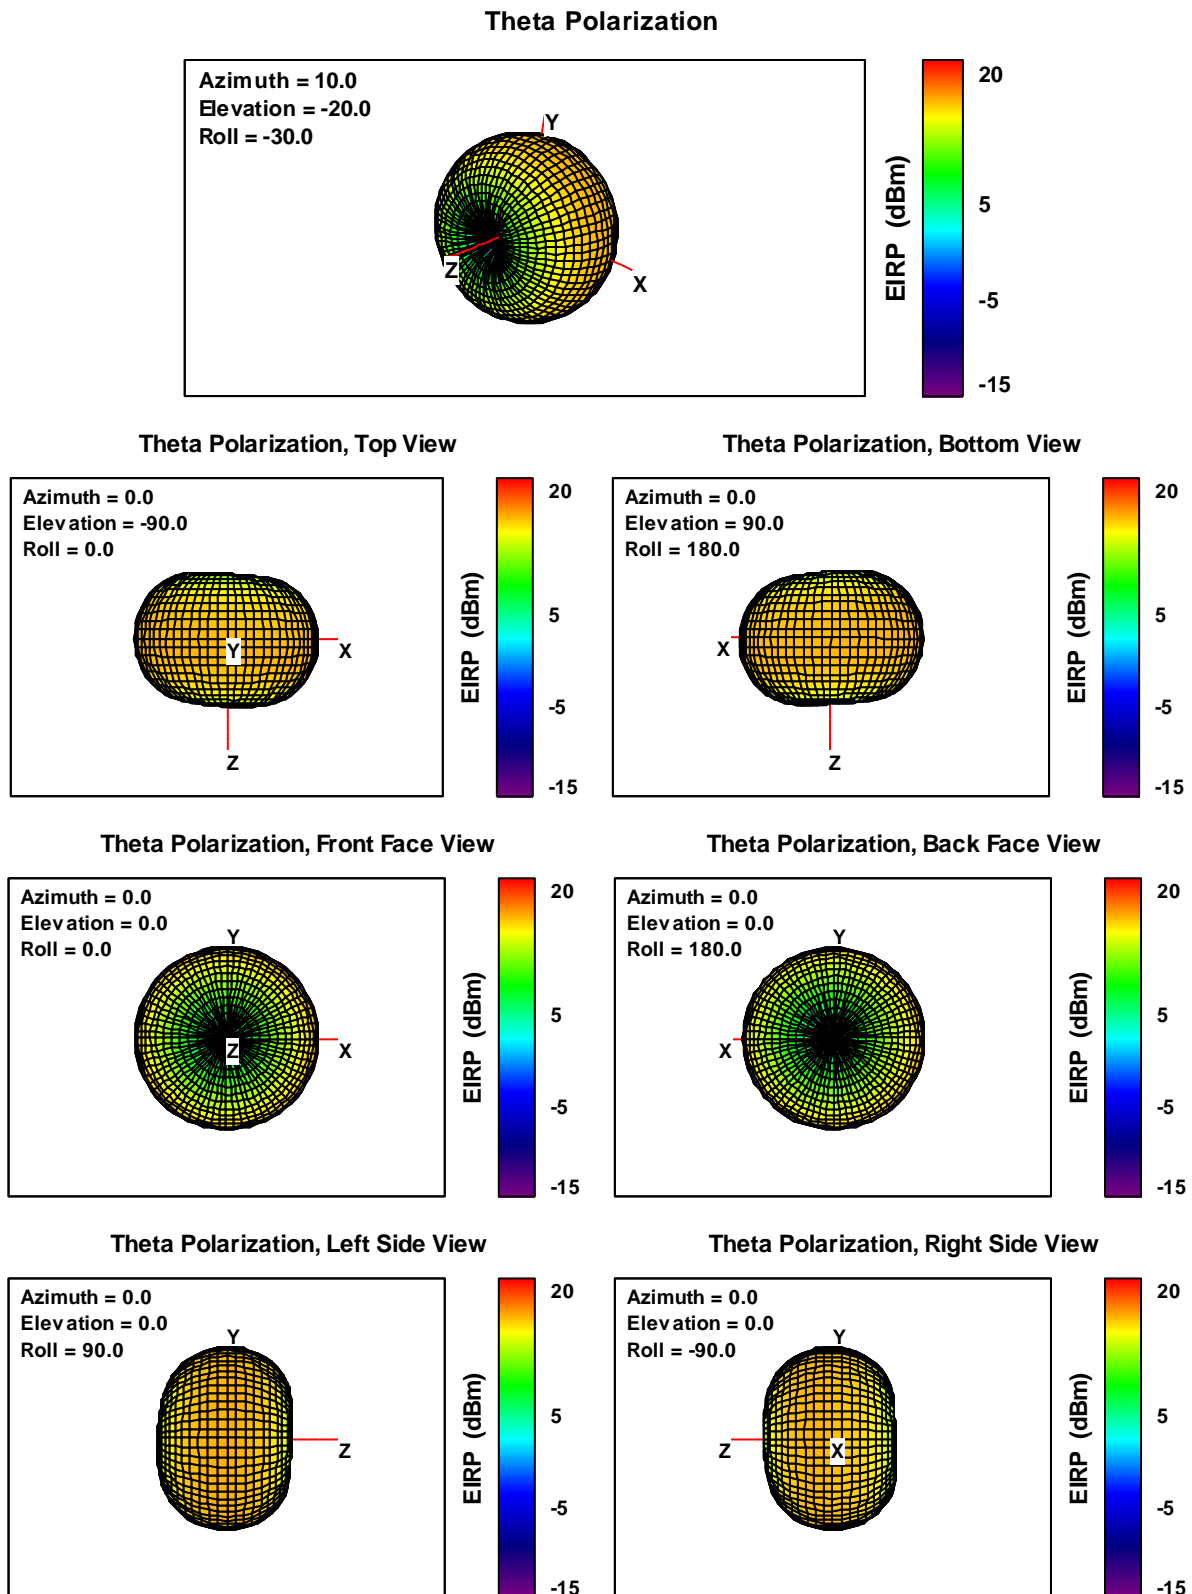 Theta Polarization
Azimuth = 10.0
Elevation = -20.0
Roll = -30.0
Y
Z
X
EIRP (dBm)
20
5
-5
-15
Theta Polarization, Top View
Azimuth = 0.0
Elevation = -90.0
Roll = 0.0
Y
X
Z
EIRP (dBm)
20
5
-5
-15
Theta Polarization, Bottom View
Azimuth = 0.0
Elevation = 90.0
Roll = 180.0
X
Z
EIRP (dBm)
20
5
-5
-15
Theta Polarization, Front Face View
Azimuth = 0.0
Elevation = 0.0
Roll = 0.0
Y
Z
X
EIRP (dBm)
20
5
-5
-15
Theta Polarization, Back Face View
Azimuth = 0.0
Elevation = 0.0
Roll = 180.0
Y
X
EIRP (dBm)
20
5
-5
-15
Theta Polarization, Left Side View
Azimuth = 0.0
Elevation = 0.0
Roll = 90.0
Y
Z
EIRP (dBm)
20
5
-5
-15
Theta Polarization, Right Side View
Azimuth = 0.0
Elevation = 0.0
Roll = -90.0
Y
Z
X
EIRP (dBm)
20
5
-5
-15